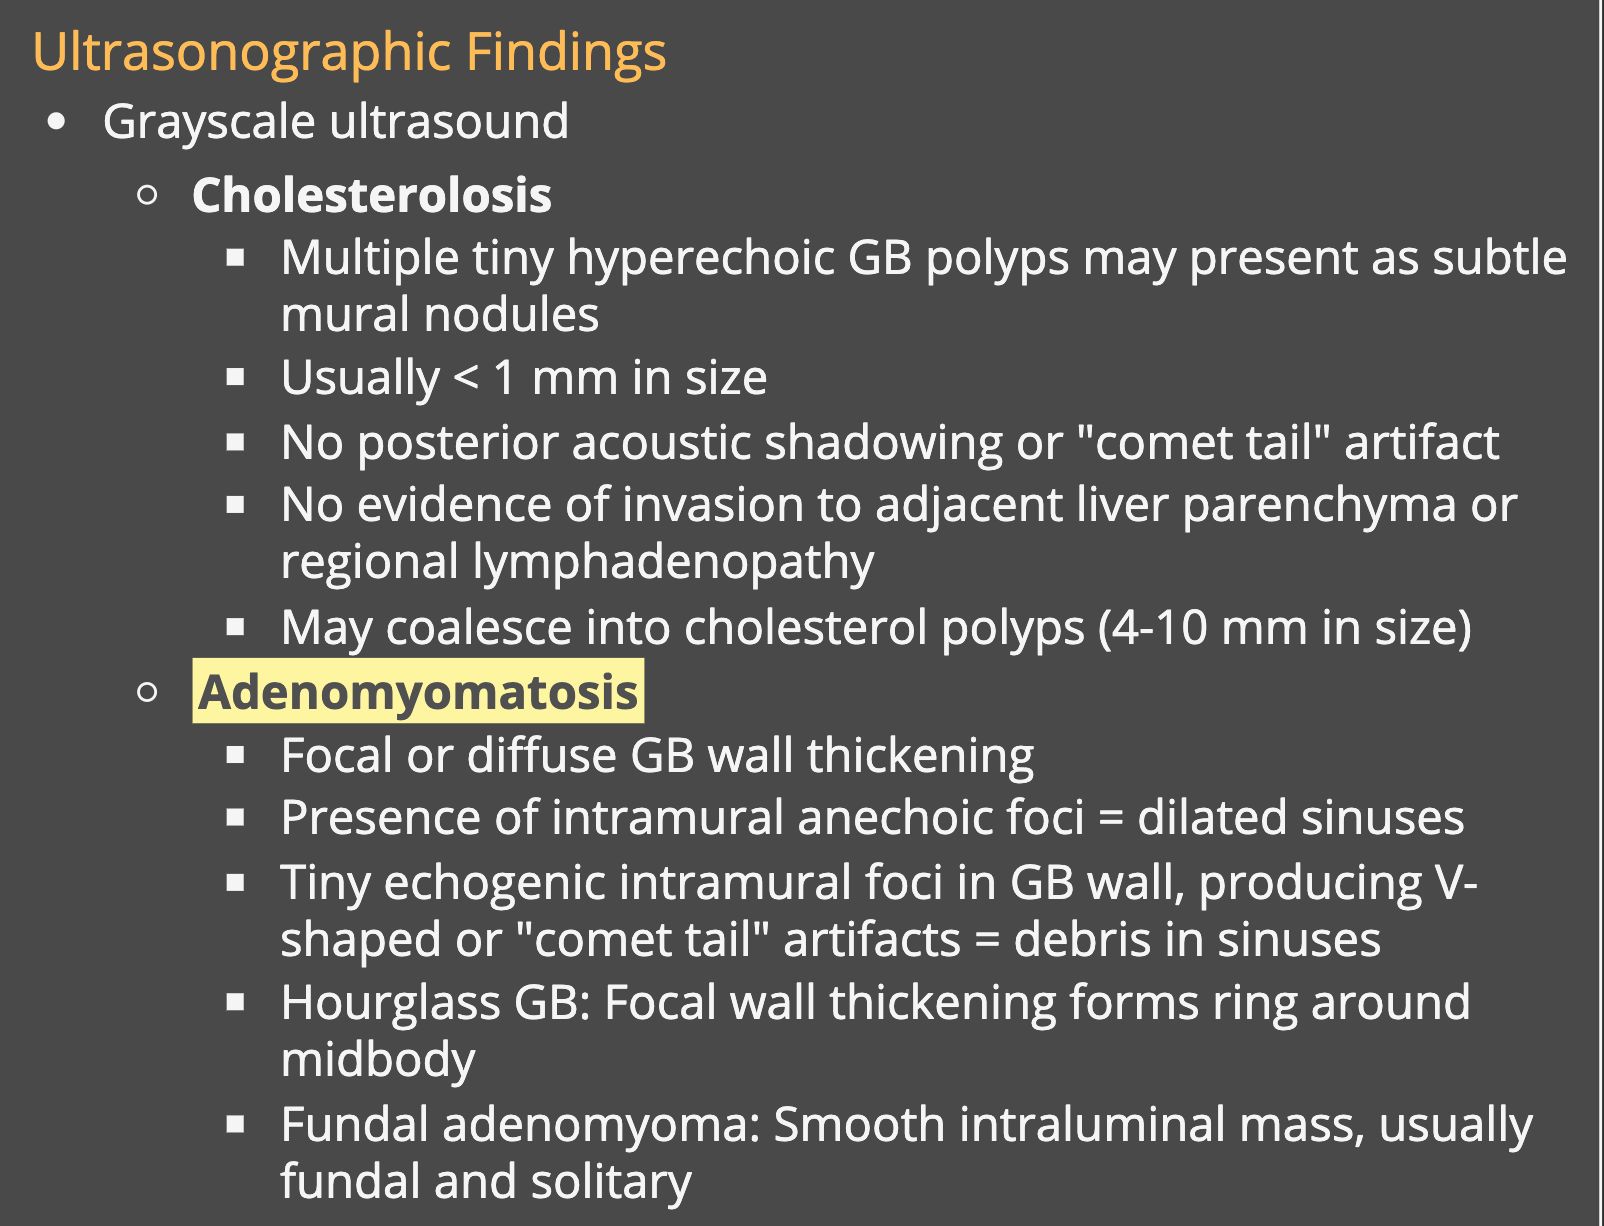 Ultrasonographic Findings
• Grayscale ultrasound
○ Cholesterolosis
▪ Multiple tiny hyperechoic GB polyps may present as subtle
mural nodules
▪ Usually < 1 mm in size
▪ No posterior acoustic shadowing or "comet tail" artifact
▪ No evidence of invasion to adjacent liver parenchyma or
regional lymphadenopathy
▪ May coalesce into cholesterol polyps (4-10 mm in size)
○ Adenomyomatosis
▪ Focal or diffuse GB wall thickening
▪ Presence of intramural anechoic foci = dilated sinuses
▪ Tiny echogenic intramural foci in GB wall, producing V-
shaped or "comet tail" artifacts = debris in sinuses
▪ Hourglass GB: Focal wall thickening forms ring around
midbody
▪ Fundal adenomyoma: Smooth intraluminal mass, usually
fundal and solitary